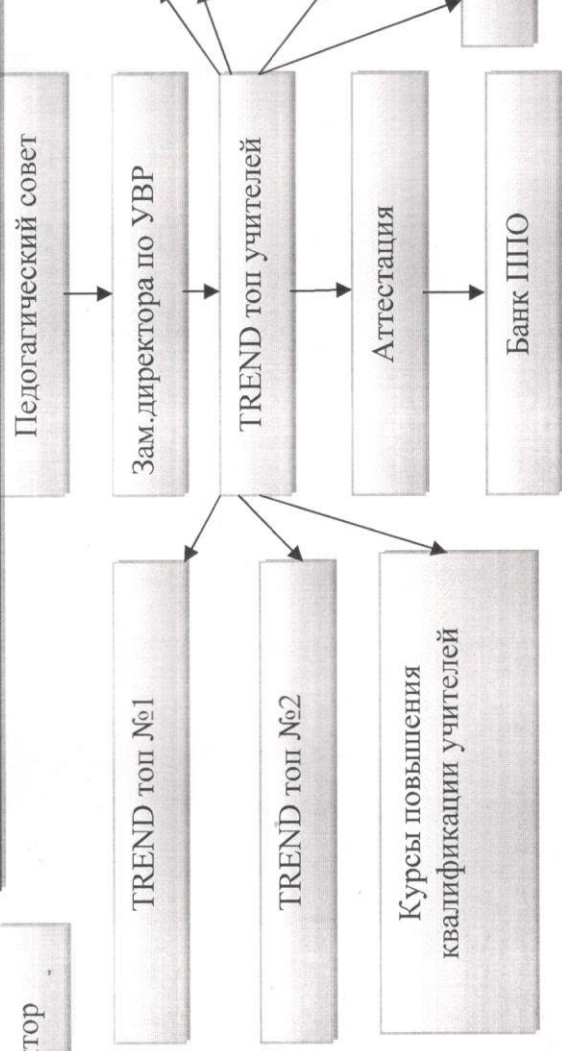 Педогагический совет
Зам.директора по УВР
TREND топ учителей
Аттестация
Банк ППО
TREND топ №1
TREND топ №2
Курсы повышения
квалификации учителей
тор